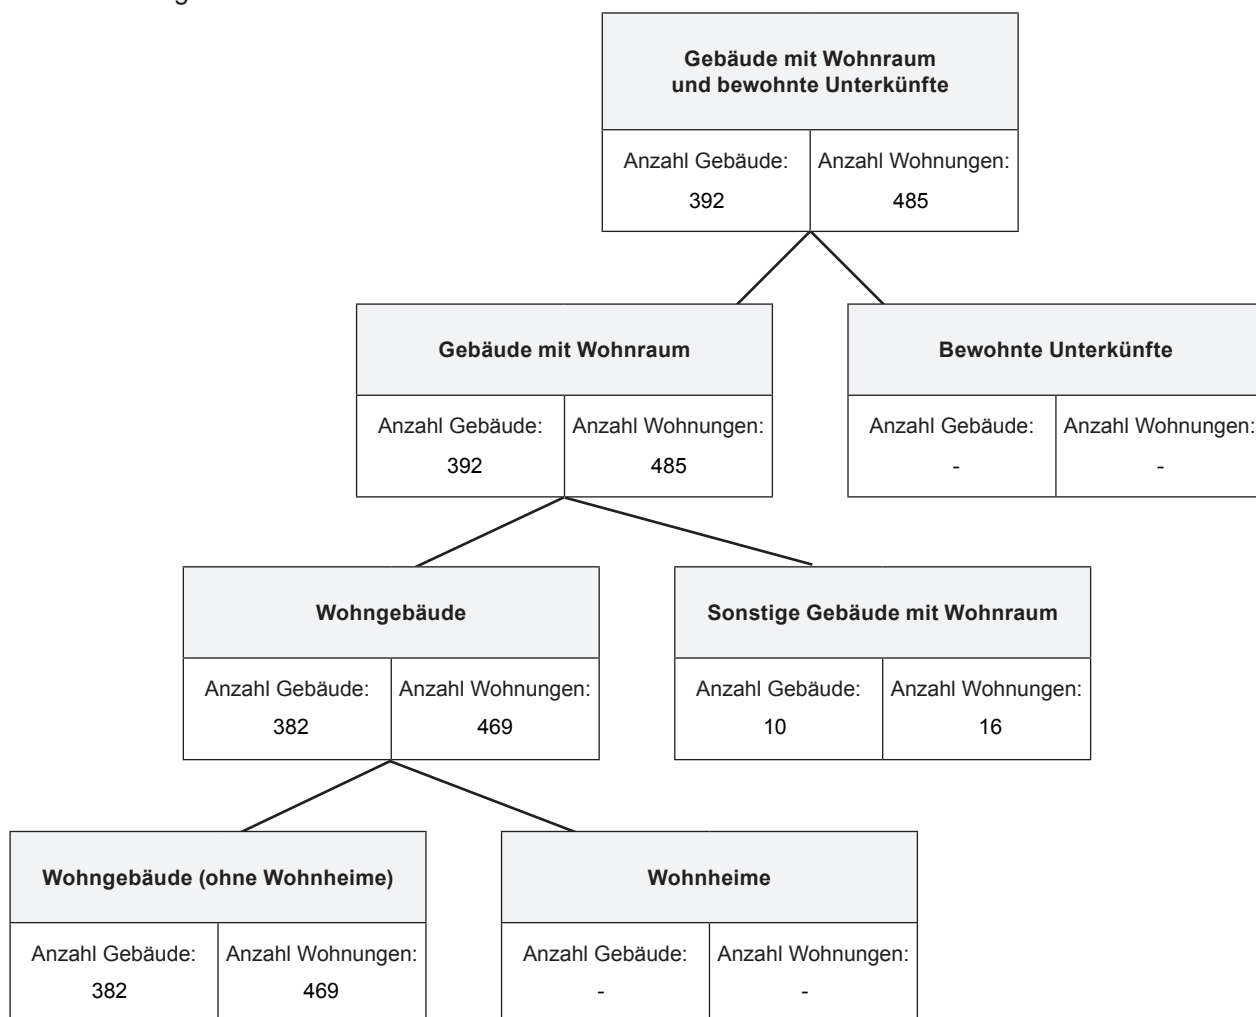 Gebäude mit Wohnraum
und bewohnte Unterkünfte
Anzahl Gebäude: Anzahl Wohnungen:
392 485
Gebäude mit Wohnraum Bewohnte Unterkünfte
Anzahl Gebäude: Anzahl Wohnungen: Anzahl Gebäude: Anzahl Wohnungen:
392 485 - -
Wohngebäude Sonstige Gebäude mit Wohnraum
Anzahl Gebäude: Anzahl Wohnungen: Anzahl Gebäude: Anzahl Wohnungen:
382 469 10 16
Wohngebäude (ohne Wohnheime) Wohnheime
Anzahl Gebäude: Anzahl Wohnungen: Anzahl Gebäude: Anzahl Wohnungen:
382 469 - -